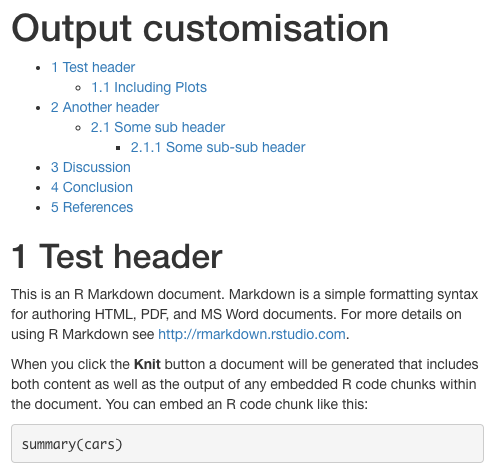 Output customisation
1 Test header
1.1 Including Plots
2 Another header
2.1 Some sub header
2.1.1 Some sub-sub header
3 Discussion
4 Conclusion
5 References
1 Test header
This is an R Markdown document. Markdown is a simple formatting syntax
for authoring HTML, PDF, and MS Word documents. For more details on
using R Markdown see http://rmarkdown.rstudio.com.
When you click the Knit button a document will be generated that includes
both content as well as the output of any embedded R code chunks within
the document. You can embed an R code chunk like this:
summary(cars)